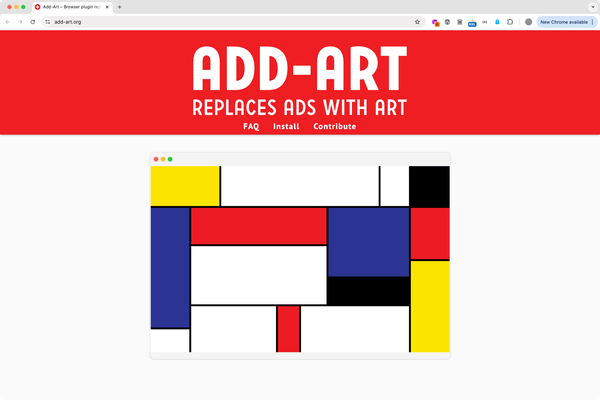 Add-Art – Browser plugin
add-art.org
New Chrome available
ADD-ART
REPLACES ADS WITH ART
FAQ Install Contribute